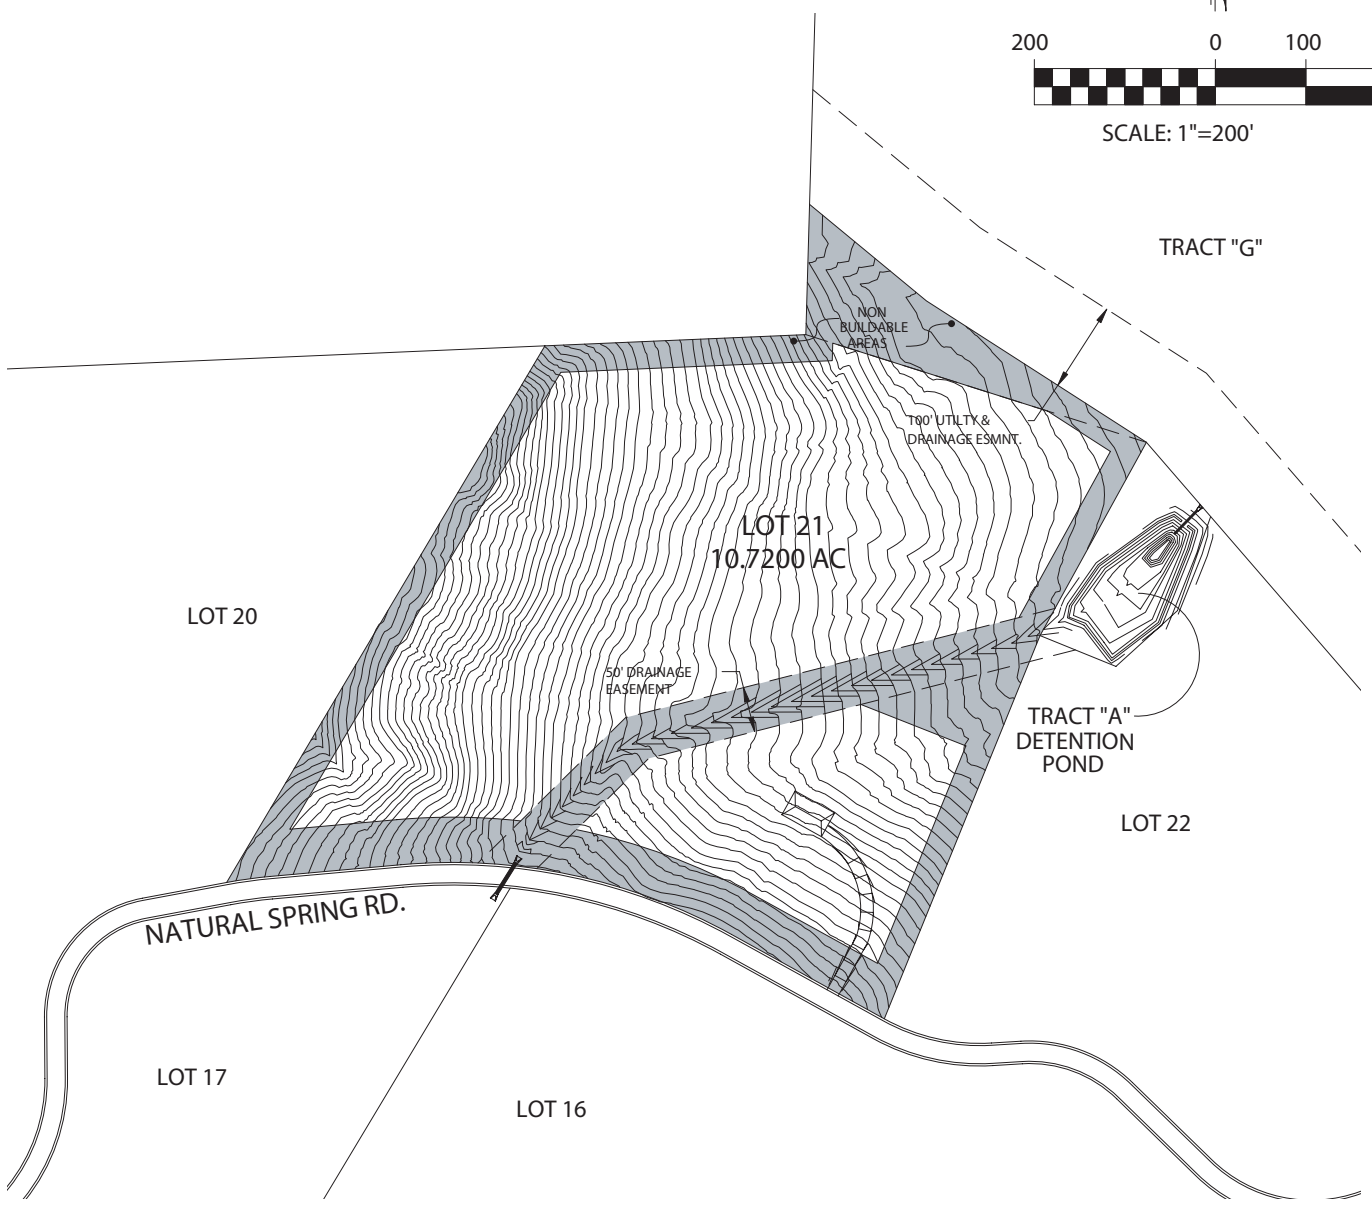 200 0 100
SCALE: 1"=200'
TRACT "G"
NON
BUILDABLE
AREAS
100' UTILTY &
DRAINAGE ESMNT.
LOT 21
10.7200 AC
LOT 20
50' DRAINAGE
EASEMENT
TRACT "A"
DETENTION
POND
LOT 22
NATURAL SPRING RD.
LOT 17
LOT 16